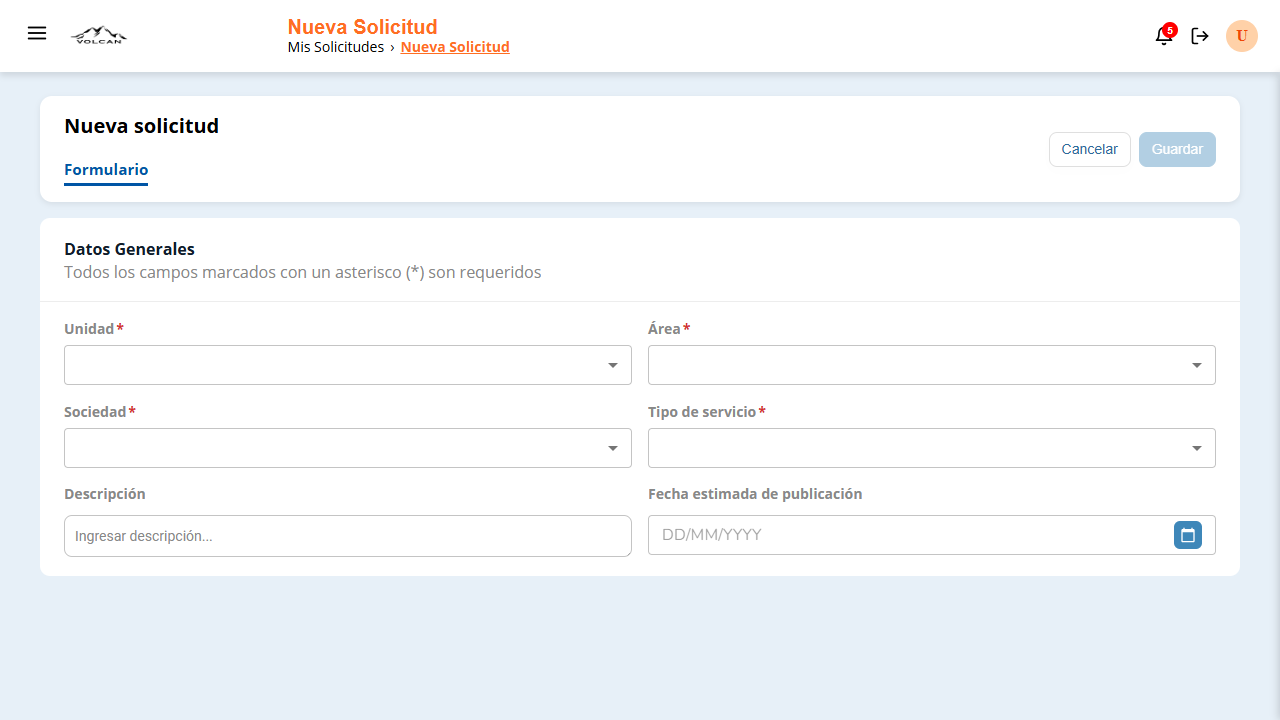 VOLCAN
Nueva Solicitud
Mis Solicitudes › Nueva Solicitud
5
U
Nueva solicitud
Formulario
Cancelar
Guardar
Datos Generales
Todos los campos marcados con un asterisco (*) son requeridos
Unidad*
Área*
Sociedad*
Tipo de servicio*
Descripción
Fecha estimada de publicación
Ingresar descripción...
DD/MM/YYYY